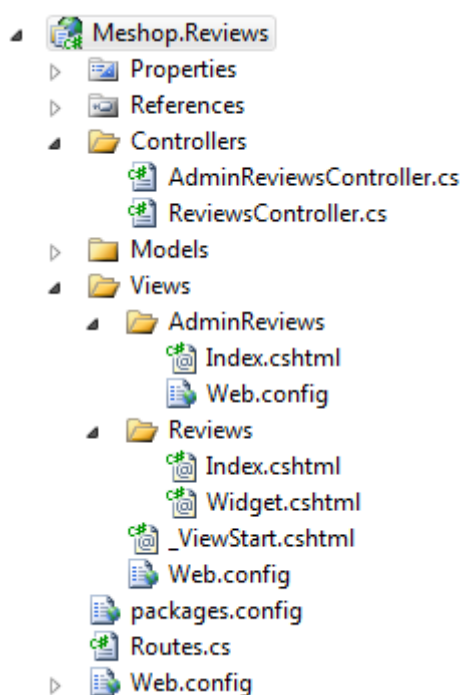 Meshop.Reviews
Properties
References
Controllers
AdminReviewsController.cs
ReviewsController.cs
Models
Views
AdminReviews
Index.cshtml
Web.config
Reviews
Index.cshtml
Widget.cshtml
_ViewStart.cshtml
Web.config
packages.config
Routes.cs
Web.config